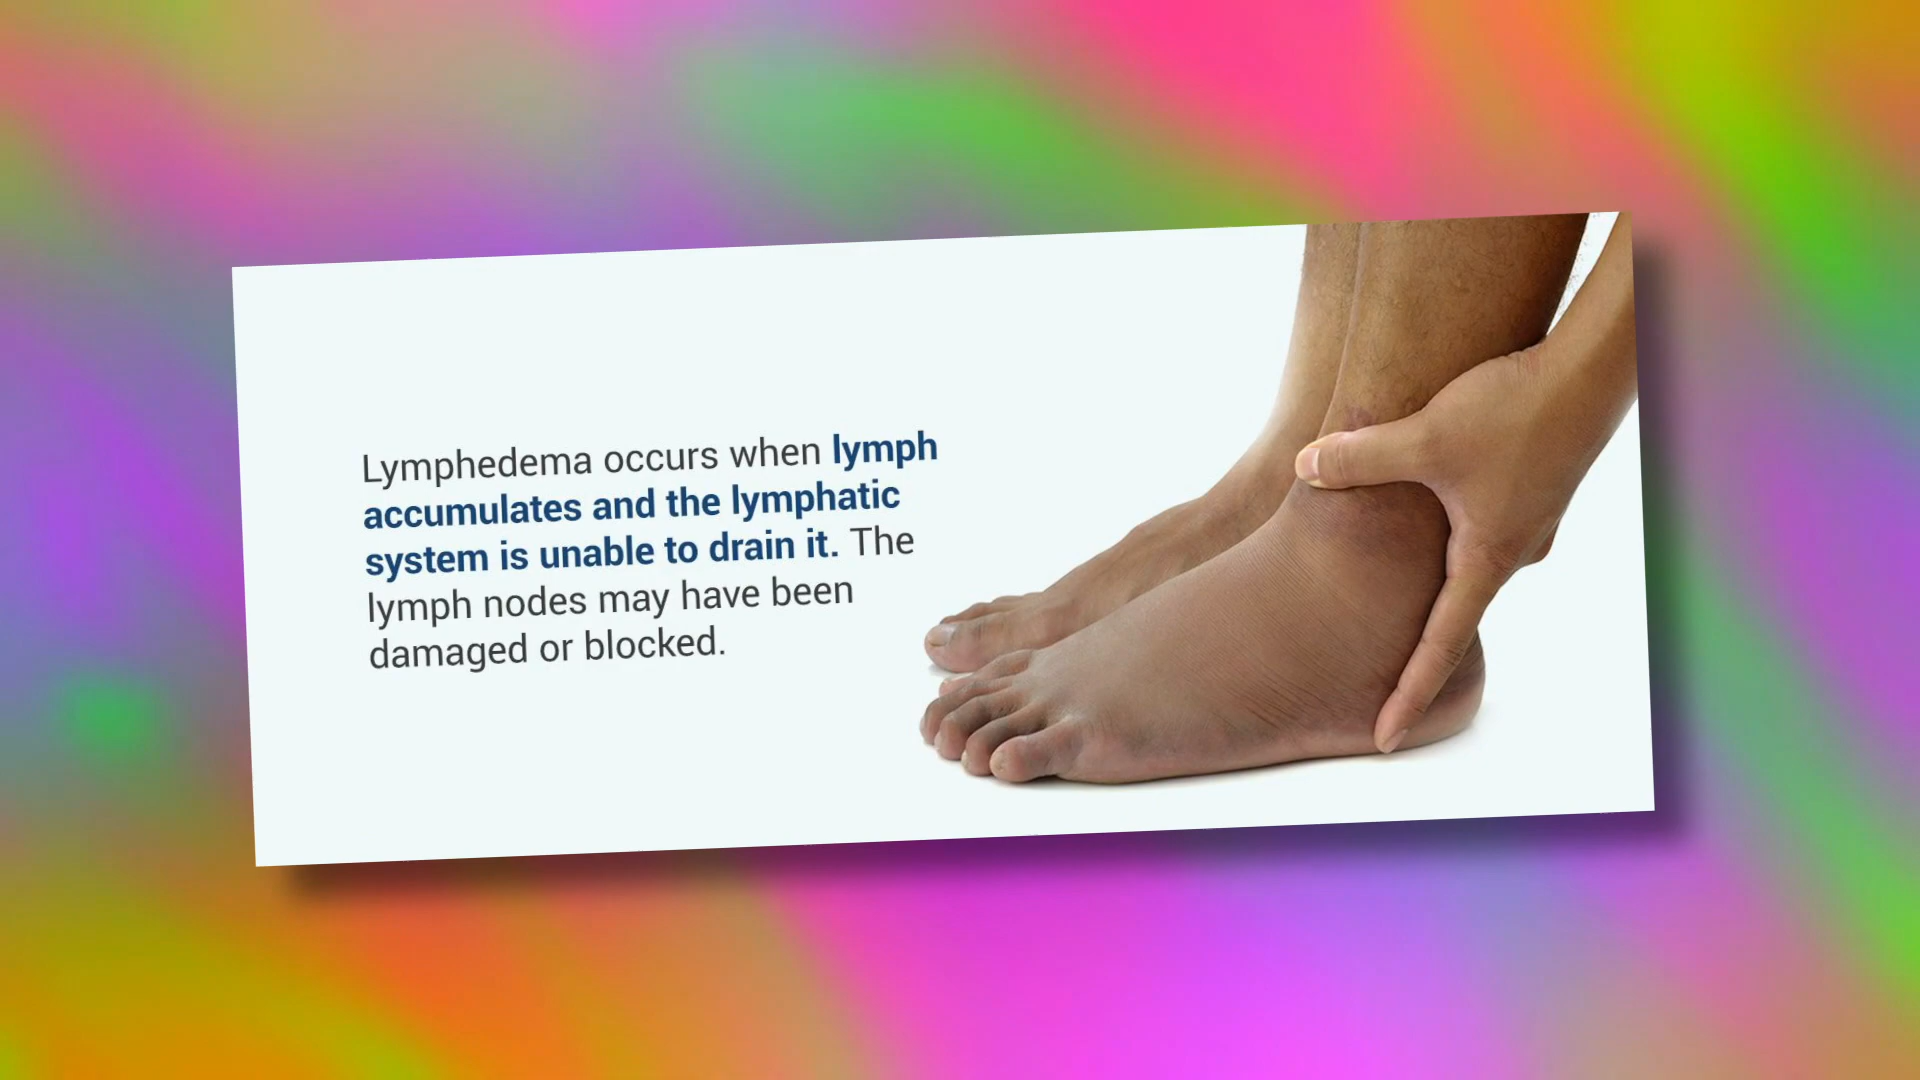 Lymphedema occurs when lymph
accumulates and the lymphatic
system is unable to drain it. The
lymph nodes may have been
damaged or blocked.